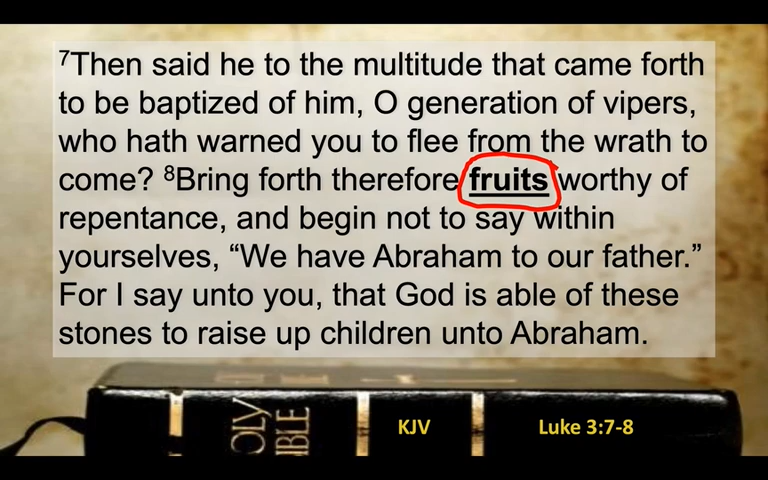 ⁷Then said he to the multitude that came forth
to be baptized of him, O generation of vipers,
who hath warned you to flee from the wrath to
come? ⁸Bring forth therefore fruits worthy of
repentance, and begin not to say within
yourselves, “We have Abraham to our father.”
For I say unto you, that God is able of these
stones to raise up children unto Abraham.
OLY
IBLE
KJV
Luke 3:7-8